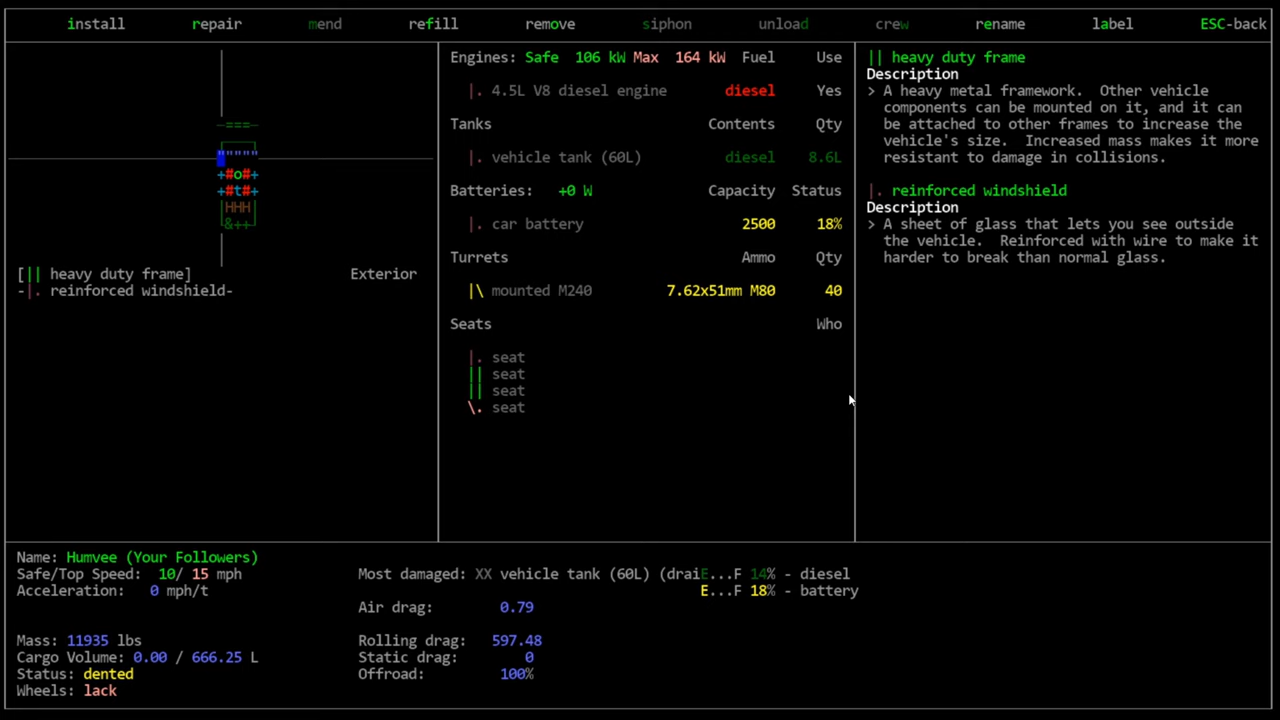 install repair mend refill remove siphon unload crew rename label ESC-back
Engines: Safe 106 kW Max 164 kW Fuel Use
|. 4.5L V8 diesel engine diesel Yes
Tanks Contents Qty
|. vehicle tank (60L) diesel 8.6L
Batteries: +0 W Capacity Status
|. car battery 2500 18%
Turrets Ammo Qty
|\ mounted M240 7.62x51mm M80 40
Seats Who
|. seat
|| seat
|| seat
\. seat
|| heavy duty frame
Description
> A heavy metal framework. Other vehicle
components can be mounted on it, and it can
be attached to other frames to increase the
vehicle's size. Increased mass makes it more
resistant to damage in collisions.
|. reinforced windshield
Description
> A sheet of glass that lets you see outside
the vehicle. Reinforced with wire to make it
harder to break than normal glass.
-===-
"""""
+#o#+
+#t#+
|HHH|
&++
[|| heavy duty frame] Exterior
-|. reinforced windshield-
Name: Humvee (Your Followers)
Safe/Top Speed: 10/ 15 mph
Acceleration: 0 mph/t
Mass: 11935 lbs
Cargo Volume: 0.00 / 666.25 L
Status: dented
Wheels: lack
Most damaged: XX vehicle tank (60L) (draiE...F 14% - diesel
E...F 18% - battery
Air drag: 0.79
Rolling drag: 597.48
Static drag: 0
Offroad: 100%